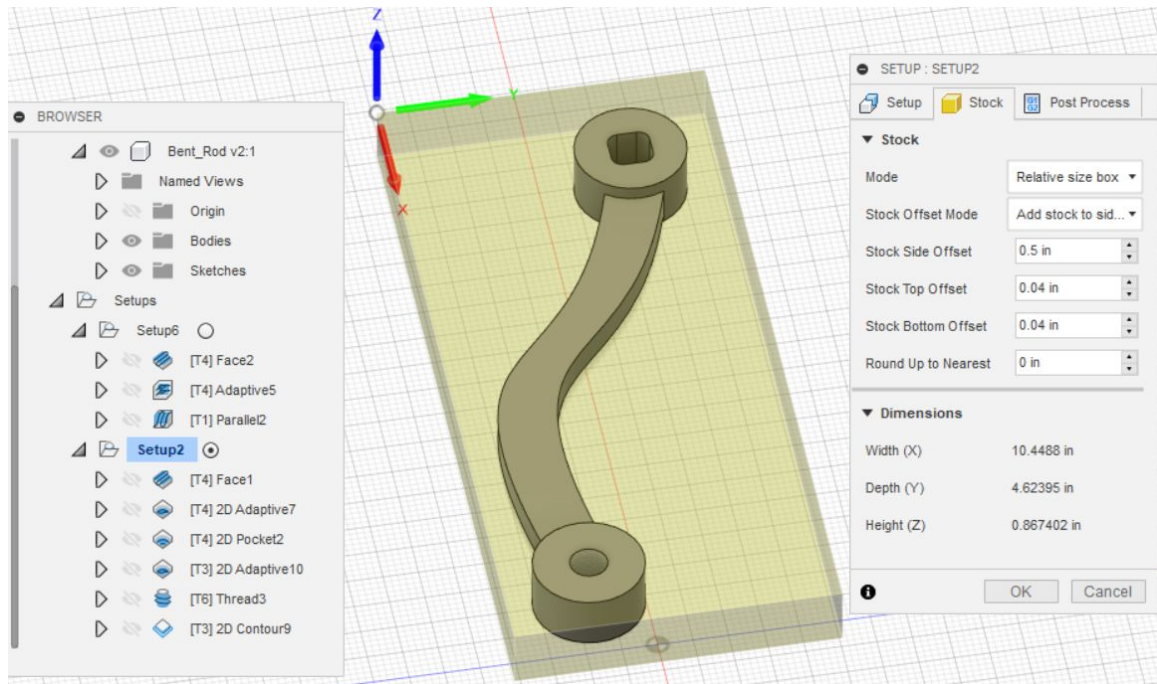 Z
Y
X
BROWSER
Bent_Rod v2:1
Named Views
Origin
Bodies
Sketches
Setups
Setup6
[T4] Face2
[T4] Adaptive5
[T1] Parallel2
Setup2
[T4] Face1
[T4] 2D Adaptive7
[T4] 2D Pocket2
[T3] 2D Adaptive10
[T6] Thread3
[T3] 2D Contour9
SETUP : SETUP2
Setup Stock Post Process
Stock
Mode Relative size box
Stock Offset Mode Add stock to sid...
Stock Side Offset 0.5 in
Stock Top Offset 0.04 in
Stock Bottom Offset 0.04 in
Round Up to Nearest 0 in
Dimensions
Width (X) 10.4488 in
Depth (Y) 4.62395 in
Height (Z) 0.867402 in
OK Cancel